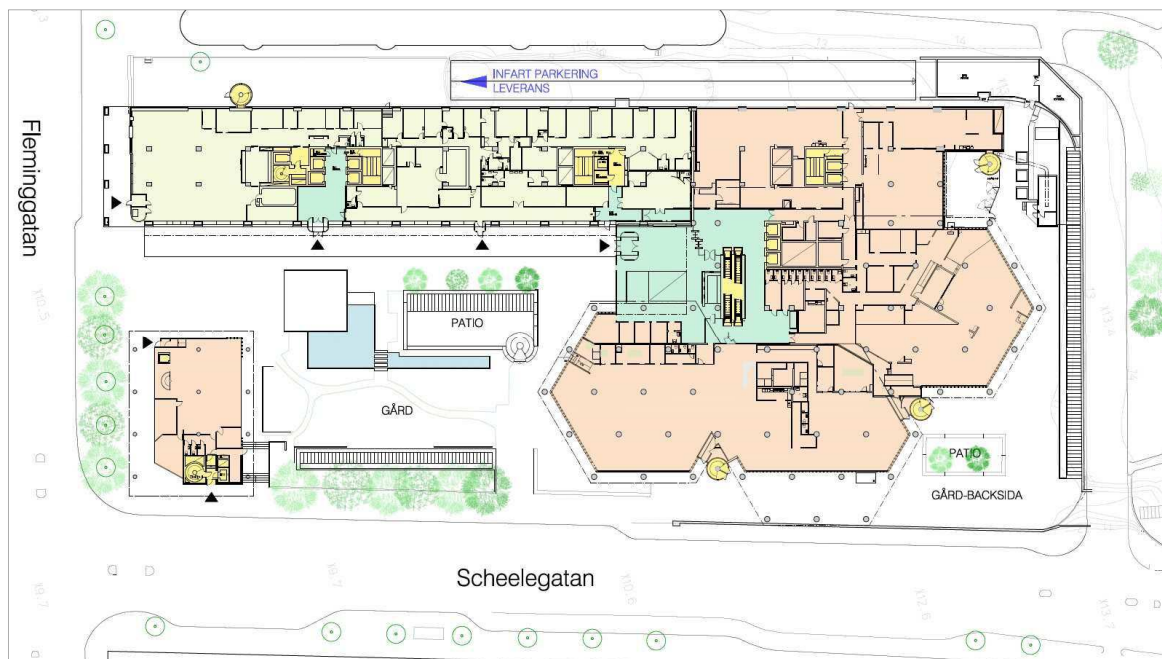 INFART PARKERING
LEVERANS
Fleminggatan
PATIO
GÅRD
PATIO
GÅRD-BACKSIDA
Scheelegatan